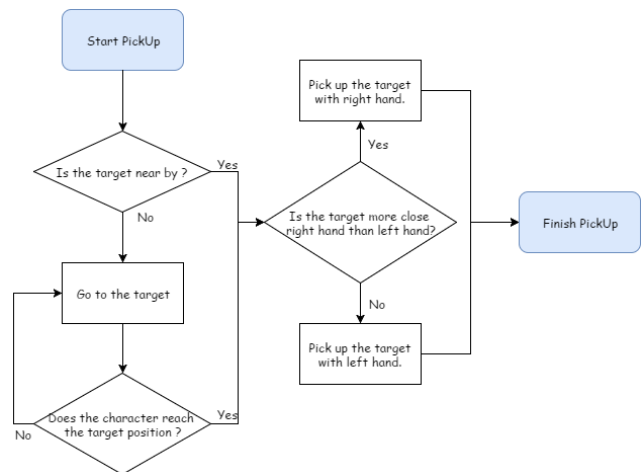 Start PickUp
Is the target near by ?
Yes
No
Go to the target
Does the character reach
the target position ?
Yes
No
Pick up the target
with right hand.
Yes
Is the target more close
right hand than left hand?
No
Pick up the target
with left hand.
Finish PickUp